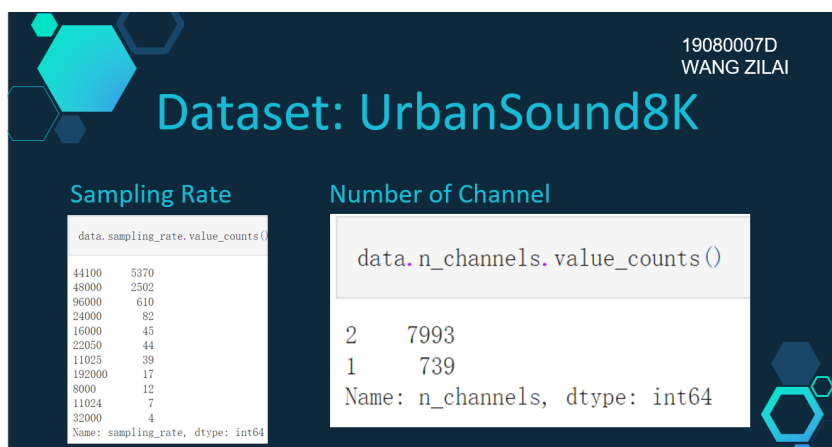 19080007D
WANG ZILAI
Dataset: UrbanSound8K
Sampling Rate
data.sampling_rate.value_counts()
44100 5370
48000 2502
96000 610
24000 82
16000 45
22050 44
11025 39
192000 17
8000 12
11024 7
32000 4
Name: sampling_rate, dtype: int64
Number of Channel
data.n_channels.value_counts()
2 7993
1 739
Name: n_channels, dtype: int64